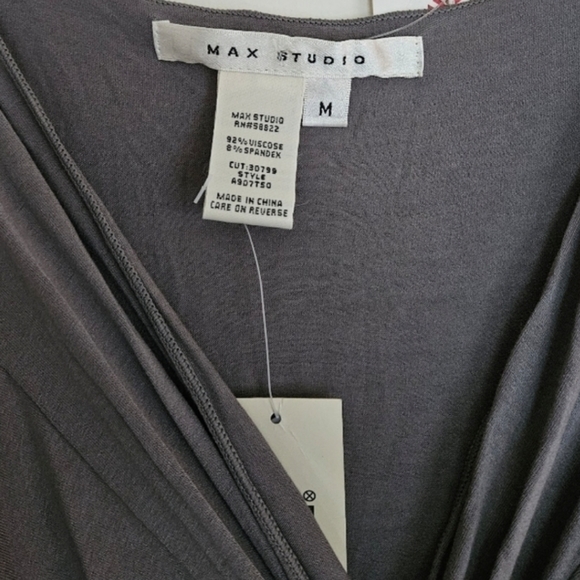 MAX STUDIO
M
MAX STUDIO
RN#58822
92% VISCOSE
8% SPANDEX
CUT:30799
STYLE
A907T50
MADE IN CHINA
CARE ON REVERSE